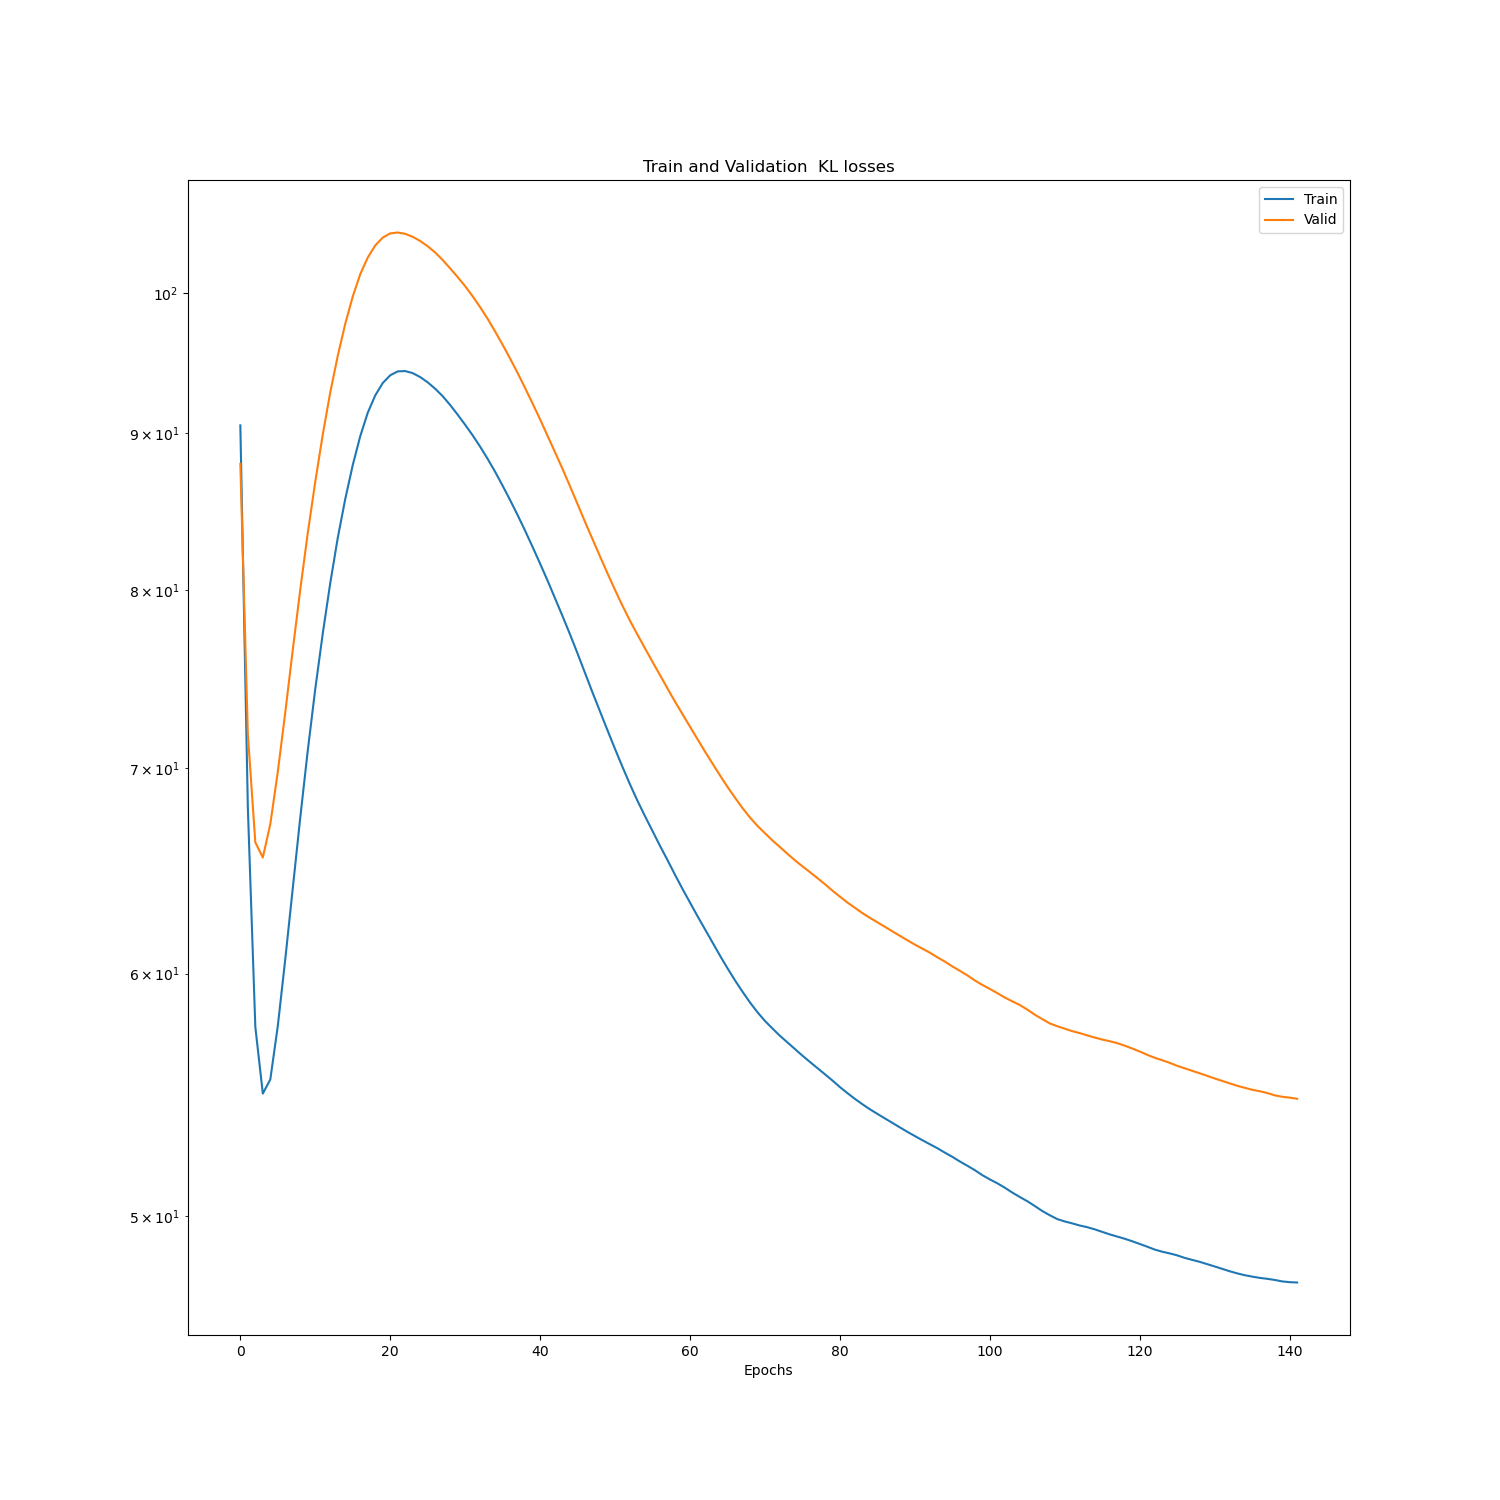 Train and Validation  KL losses
Train
Valid
10²
9 × 10¹
8 × 10¹
7 × 10¹
6 × 10¹
5 × 10¹
0 20 40 60 80 100 120 140
Epochs